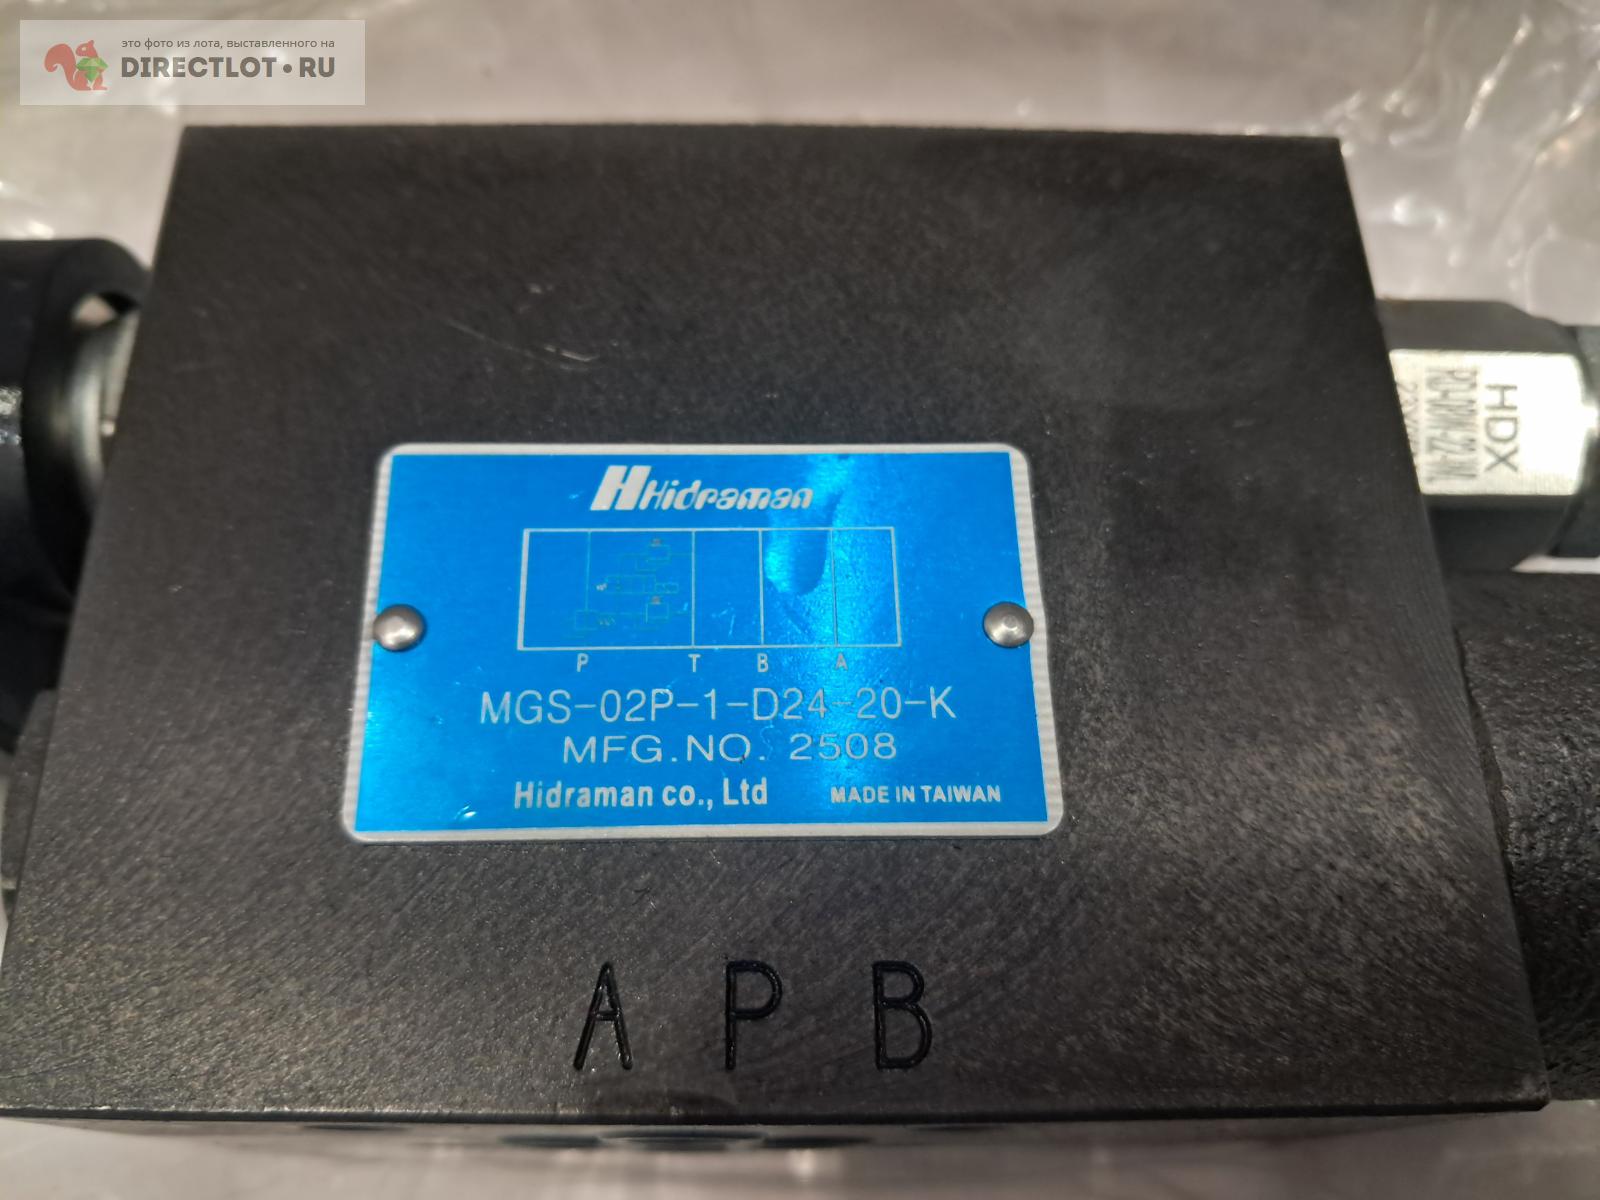 это фото из лота, выставленного на
DIRECTLOT•RU
HDX
Hidraman
P T B A
MGS-02P-1-D24-20-K
MFG.NO. 2508
Hidraman co., Ltd MADE IN TAIWAN
A P B